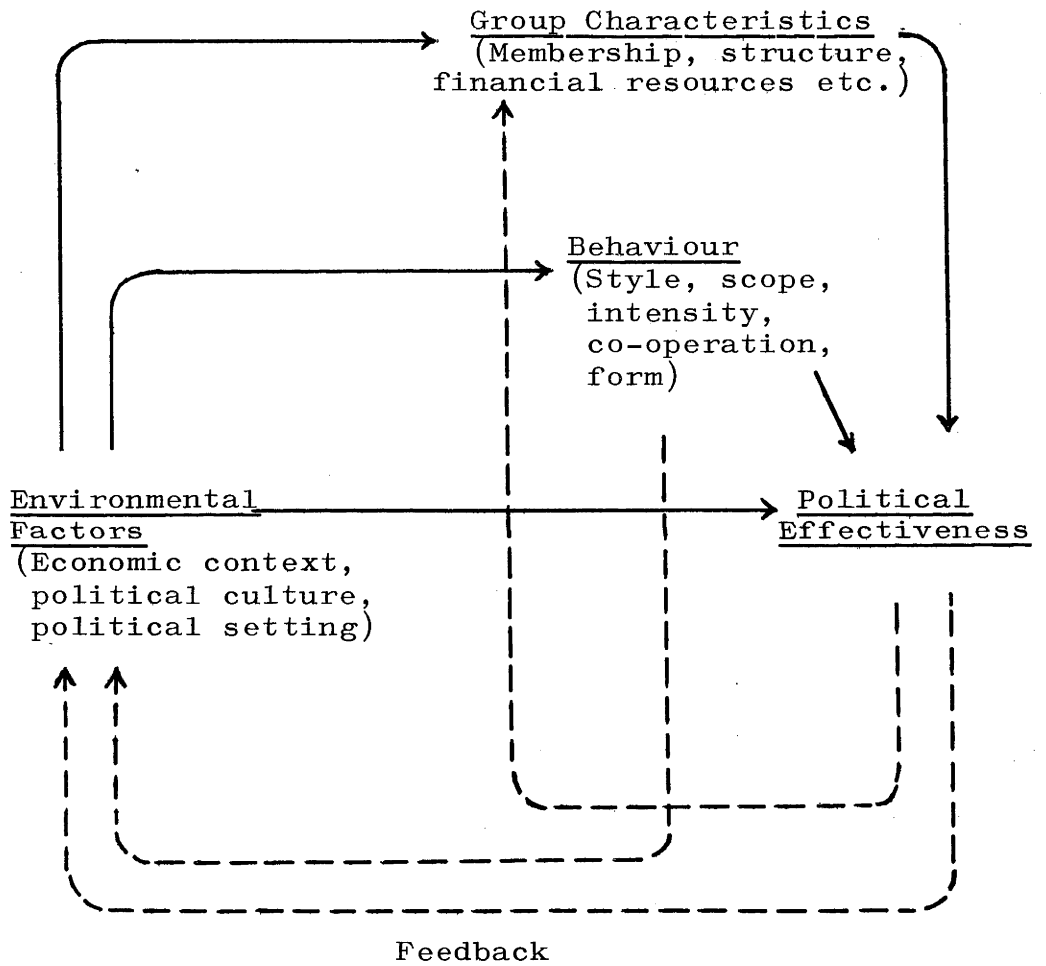 Group Characteristics
(Membership, structure,
financial resources etc.)
Behaviour
(Style, scope,
intensity,
co-operation,
form)
Environmental
Factors
(Economic context,
political culture,
political setting)
Political
Effectiveness
Feedback